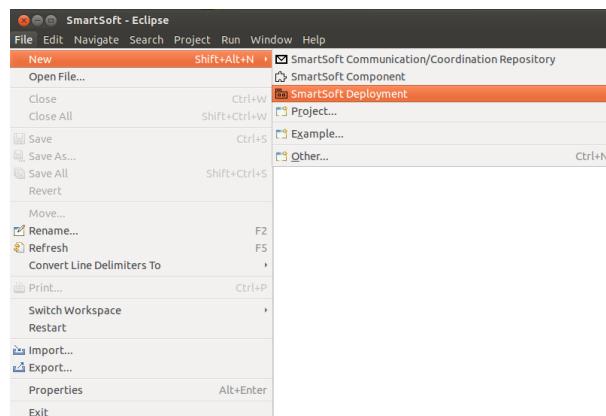 SmartSoft - Eclipse
File Edit Navigate Search Project Run Window Help
New Shift+Alt+N
Open File...
Close Ctrl+W
Close All Shift+Ctrl+W
Save Ctrl+S
Save As...
Save All Shift+Ctrl+S
Revert
Move...
Rename... F2
Refresh F5
Convert Line Delimiters To
Print... Ctrl+P
Switch Workspace
Restart
Import...
Export...
Properties Alt+Enter
Exit
SmartSoft Communication/Coordination Repository
SmartSoft Component
SmartSoft Deployment
Project...
Example...
Other... Ctrl+N